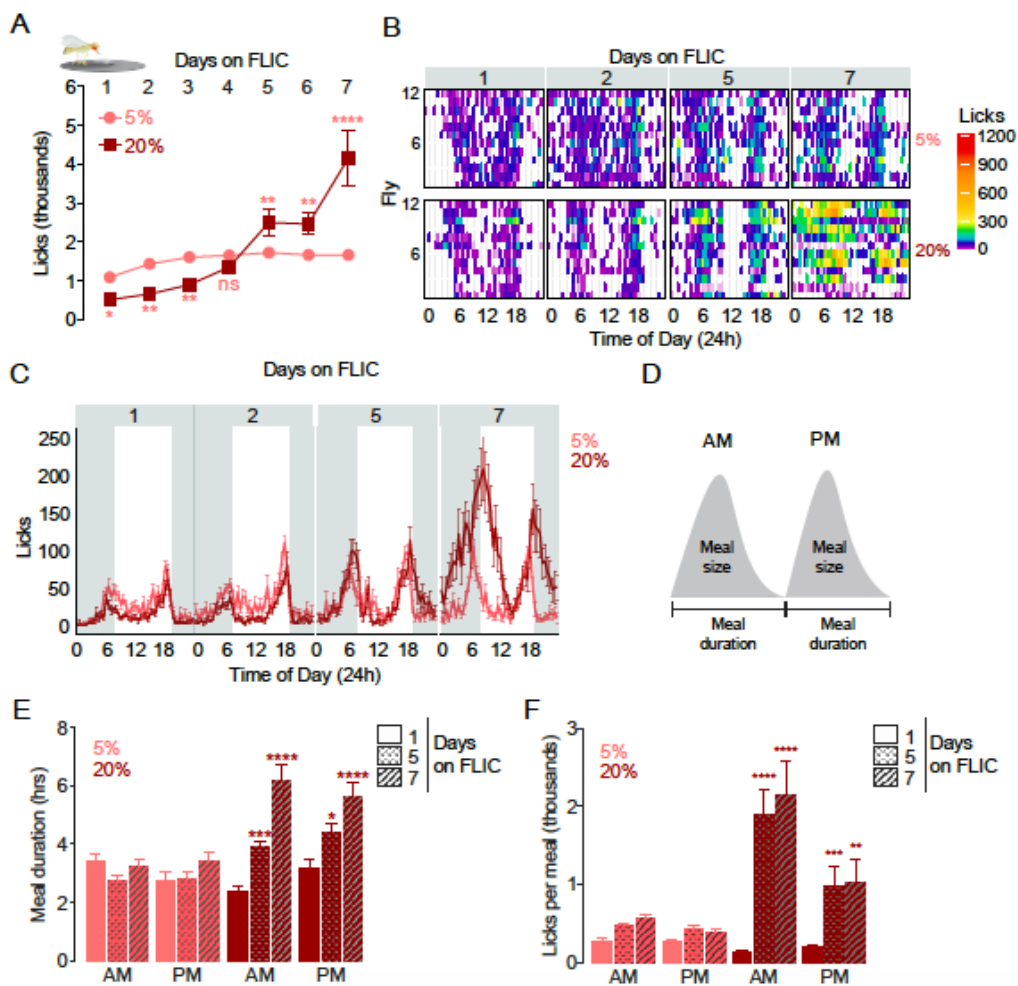 A
Days on FLIC
1 2 3 4 5 6 7
6
5
4
3
2
1
0
Licks (thousands)
5%
20%
* ** ** ns ** ** ****
B
Days on FLIC
1 2 5 7
12
6
12
6
Fly
5%
20%
0 6 12 18 0 6 12 18 0 6 12 18 0 6 12 18
Time of Day (24h)
Licks
1200
900
600
300
0
C
Days on FLIC
1 2 5 7
250
200
150
100
50
0
Licks
5%
20%
0 6 12 18 0 6 12 18 0 6 12 18 0 6 12 18
Time of Day (24h)
D
AM PM
Meal
size
Meal
size
Meal
duration
Meal
duration
E
8
6
4
2
0
Meal duration (hrs)
5%
20%
*** **** * ****
AM PM AM PM
1
5
7
Days
on FLIC
F
3
2
1
0
Licks per meal (thousands)
5%
20%
**** **** *** **
AM PM AM PM
1
5
7
Days
on FLIC